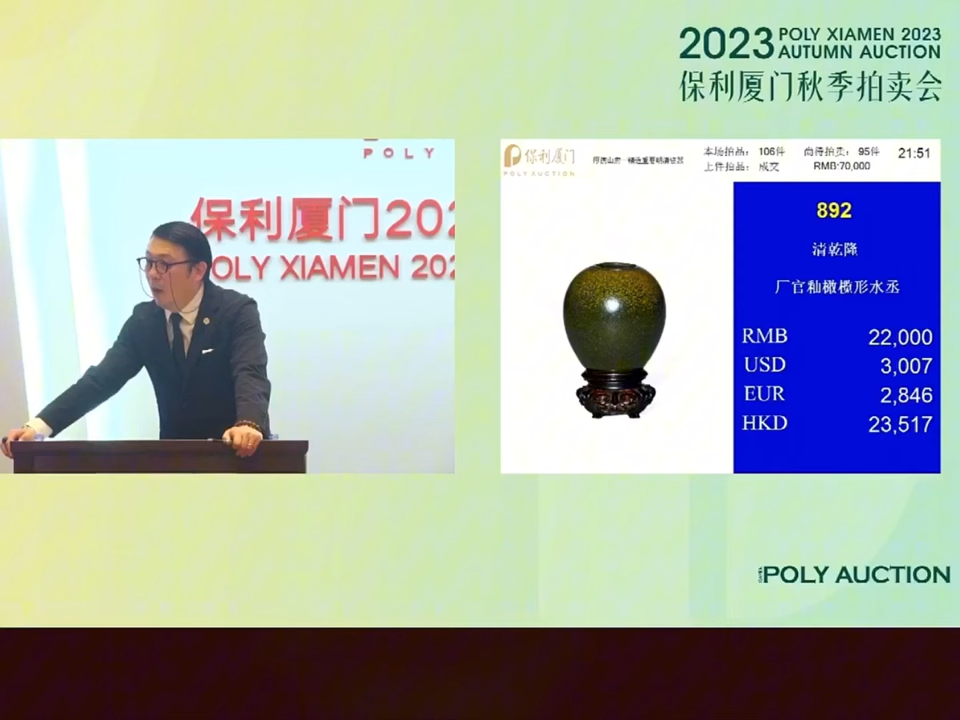 2023 POLY XIAMEN 2023
AUTUMN AUCTION
保利厦门秋季拍卖会
POLY
保利厦门202
POLY XIAMEN 202
保利厦门
POLY AUCTION
本场拍品: 106件 尚待拍卖: 95件 21:51
上件拍品: 成交 RMB:70,000
892
清乾隆
厂官釉橄榄形水丞
RMB 22,000
USD 3,007
EUR 2,846
HKD 23,517
POLY AUCTION